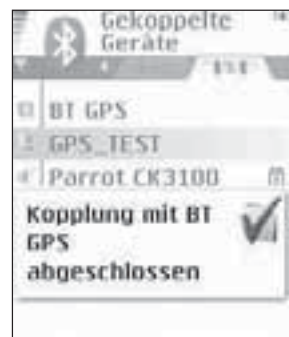 Gekoppelte
Geräte
BT GPS
GPS_TEST
Parrot CK3100
Kopplung mit BT
GPS
abgeschlossen